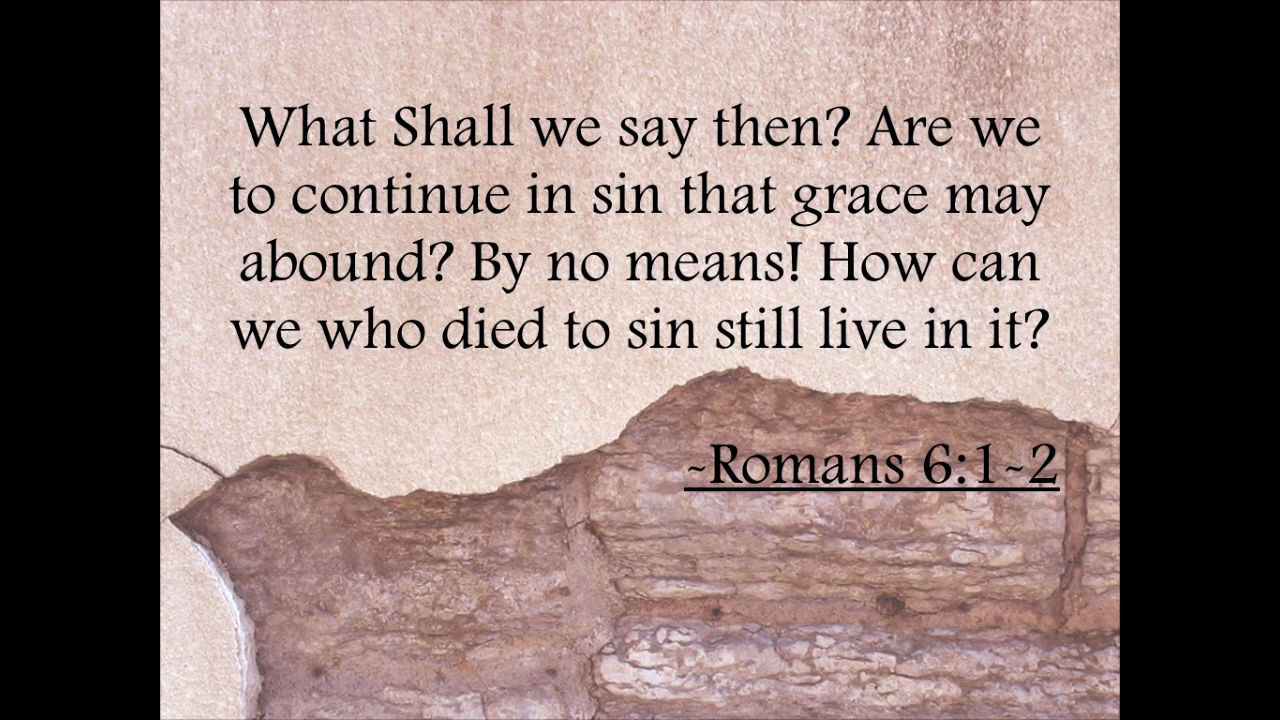 What Shall we say then? Are we
to continue in sin that grace may
abound? By no means! How can
we who died to sin still live in it?
-Romans 6:1-2